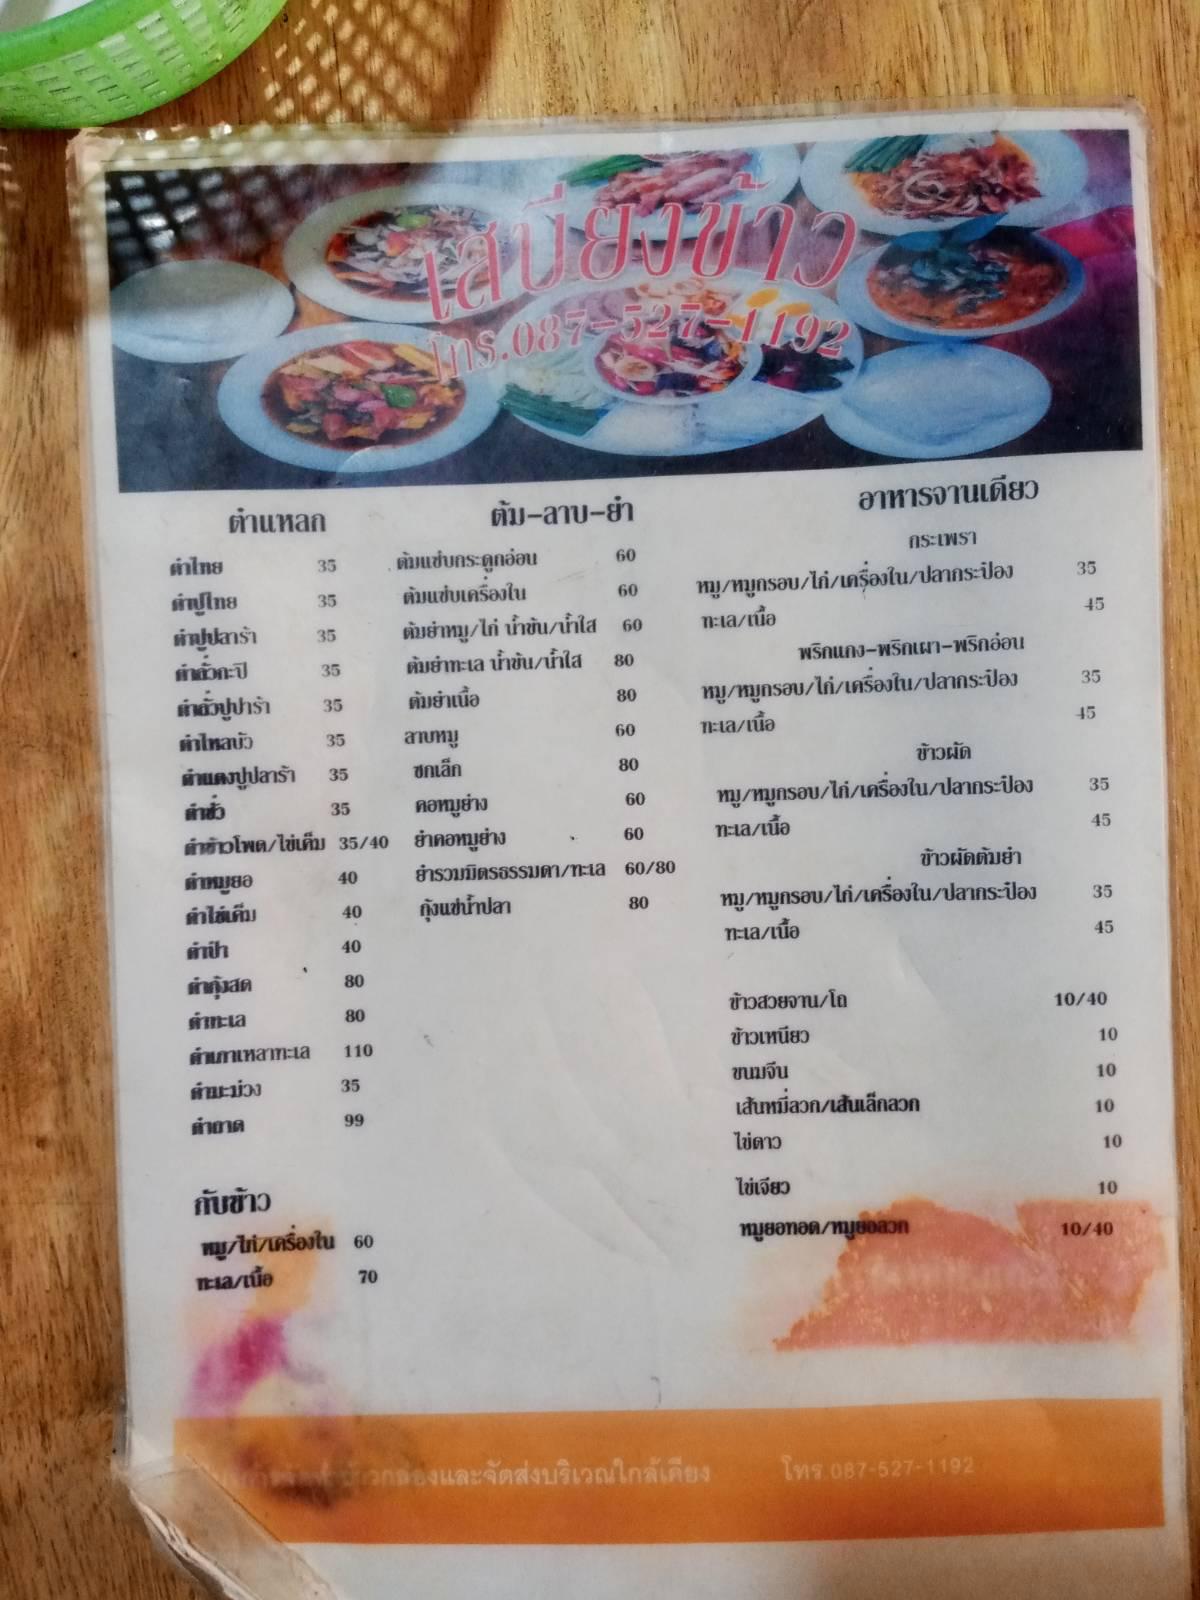 เสบียงข้าว
โทร.087-527-1192
ตำแหลก
ตำไทย 35
ตำปูไทย 35
ตำปูปลาร้า 35
ตำถั่วกะปิ 35
ตำถั่วปูปาร้า 35
ตำไหลบัว 35
ตำแตงปูปลาร้า 35
ตำซั่ว 35
ตำข้าวโพด/ไข่เค็ม 35/40
ตำหมูยอ 40
ตำไข่เค็ม 40
ตำป่า 40
ตำกุ้งสด 80
ตำทะเล 80
ตำเภาเหลาทะเล 110
ตำมะม่วง 35
ตำถาด 99
กับข้าว
หมู/ไก่/เครื่องใน 60
ทะเล/เนื้อ 70
ต้ม-ลาบ-ยำ
ต้มแซ่บกระดูกอ่อน 60
ต้มแซ่บเครื่องใน 60
ต้มยำหมู/ไก่ น้ำข้น/น้ำใส 60
ต้มยำทะเล น้ำข้น/น้ำใส 80
ต้มยำเนื้อ 80
ลาบหมู 60
ซกเล็ก 80
คอหมูย่าง 60
ยำคอหมูย่าง 60
ยำรวมมิตรธรรมดา/ทะเล 60/80
กุ้งแช่น้ำปลา 80
อาหารจานเดียว
กระเพรา
หมู/หมูกรอบ/ไก่/เครื่องใน/ปลากระป๋อง 35
ทะเล/เนื้อ 45
พริกแกง-พริกเผา-พริกอ่อน
หมู/หมูกรอบ/ไก่/เครื่องใน/ปลากระป๋อง 35
ทะเล/เนื้อ 45
ข้าวผัด
หมู/หมูกรอบ/ไก่/เครื่องใน/ปลากระป๋อง 35
ทะเล/เนื้อ 45
ข้าวผัดต้มยำ
หมู/หมูกรอบ/ไก่/เครื่องใน/ปลากระป๋อง 35
ทะเล/เนื้อ 45
ข้าวสวยจาน/โถ 10/40
ข้าวเหนียว 10
ขนมจีน 10
เส้นหมี่ลวก/เส้นเล็กลวก 10
ไข่ดาว 10
ไข่เจียว 10
หมูยอทอด/หมูยอลวก 10/40
กล่องและจัดส่งบริเวณใกล้เคียง โทร.087-527-1192